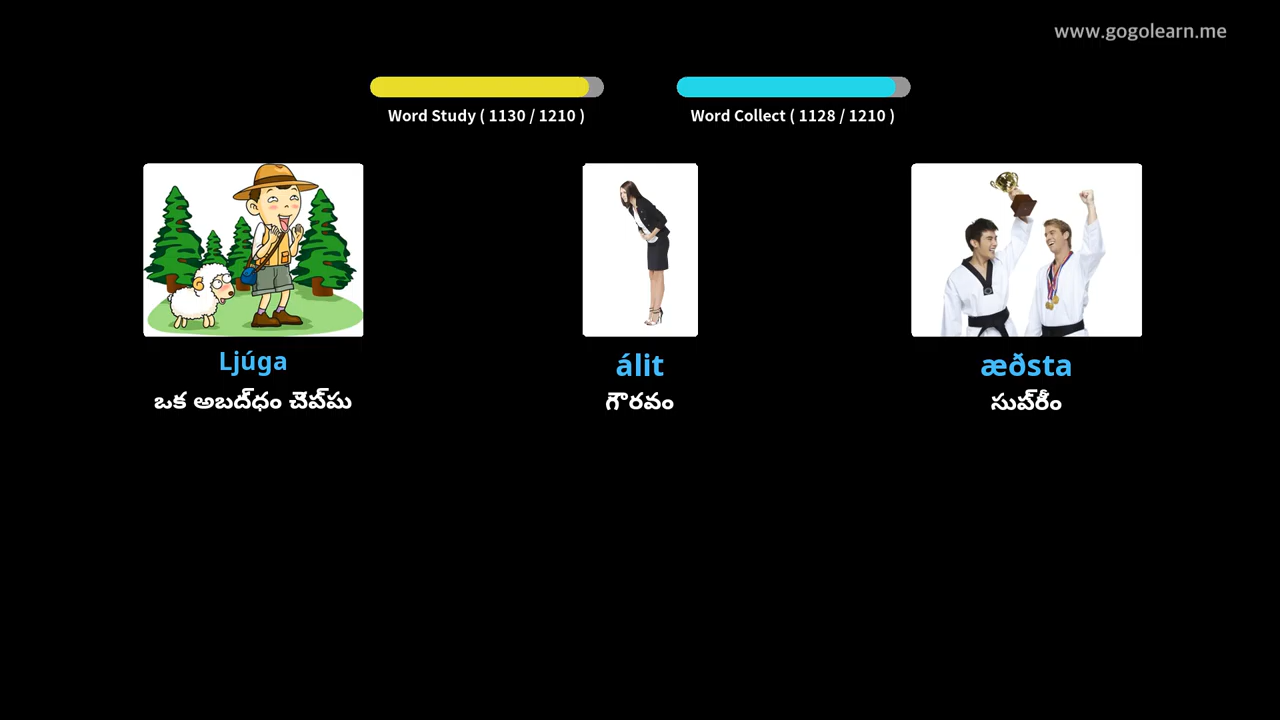 www.gogolearn.me
Word Study ( 1130 / 1210 )
Word Collect ( 1128 / 1210 )
Ljúga
álit
æðsta
ఒక అబద్ధం చెప్పు
గౌరవం
సుప్రీం